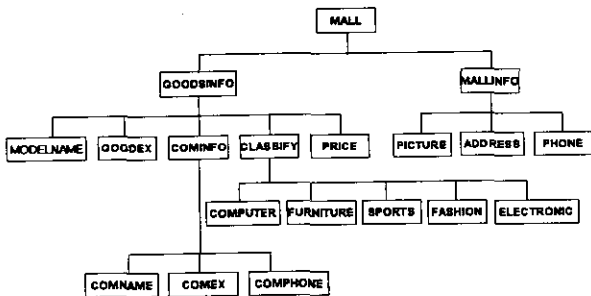 MALL
GOODSINFO
MALLINFO
MODELNAME GOODEX COMINFO CLASSIFY PRICE PICTURE ADDRESS PHONE
COMPUTER FURNITURE SPORTS FASHION ELECTRONIC
COMNAME COMEX COMPHONE